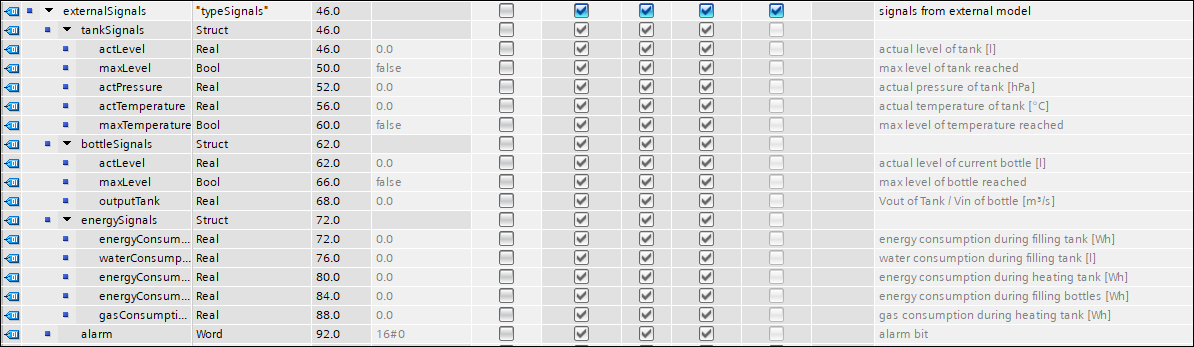 externalSignals "typeSignals" 46.0 signals from external model
tankSignals Struct 46.0
actLevel Real 46.0 0.0 actual level of tank [l]
maxLevel Bool 50.0 false max level of tank reached
actPressure Real 52.0 0.0 actual pressure of tank [hPa]
actTemperature Real 56.0 0.0 actual temperature of tank [°C]
maxTemperature Bool 60.0 false max level of temperature reached
bottleSignals Struct 62.0
actLevel Real 62.0 0.0 actual level of current bottle [l]
maxLevel Bool 66.0 false max level of bottle reached
outputTank Real 68.0 0.0 Vout of Tank / Vin of bottle [m³/s]
energySignals Struct 72.0
energyConsum... Real 72.0 0.0 energy consumption during filling tank [Wh]
waterConsump... Real 76.0 0.0 water consumption during filling tank [l]
energyConsum... Real 80.0 0.0 energy consumption during heating tank [Wh]
energyConsum... Real 84.0 0.0 energy consumption during filling bottles [Wh]
gasConsumpti... Real 88.0 0.0 gas consumption during heating tank [Wh]
alarm Word 92.0 16#0 alarm bit